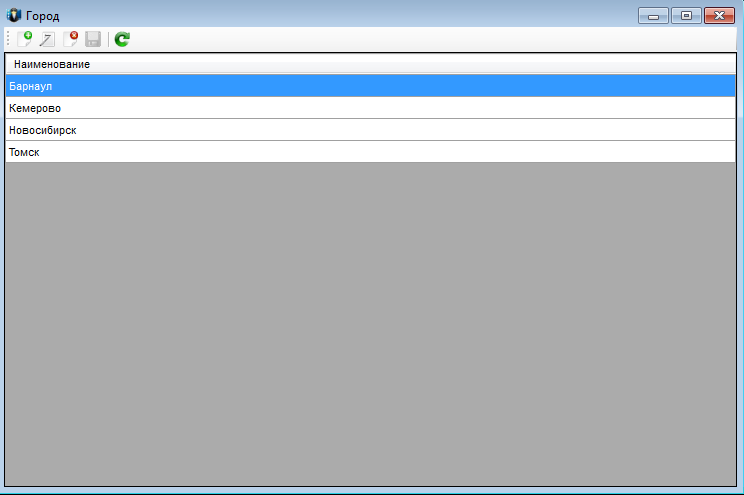 Город
Наименование
Барнаул
Кемерово
Новосибирск
Томск